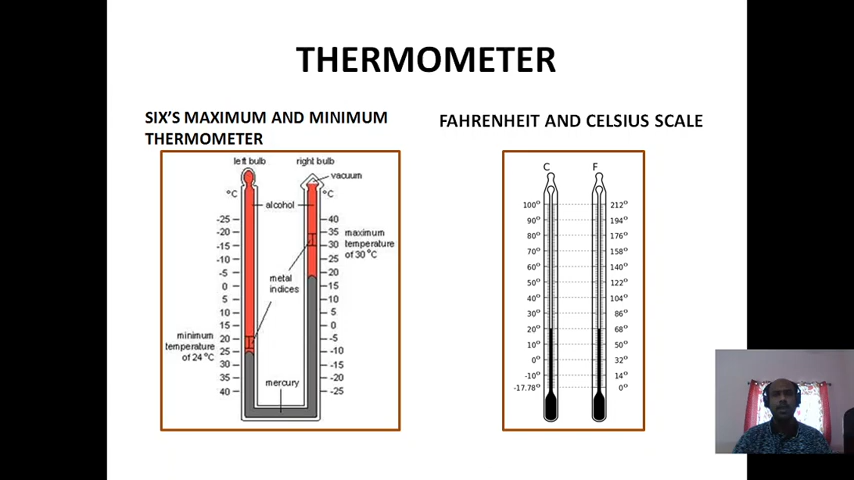 THERMOMETER
SIX'S MAXIMUM AND MINIMUM
THERMOMETER
FAHRENHEIT AND CELSIUS SCALE
left bulb
right bulb
vacuum
°C
°C
alcohol
-25
-20
-15
-10
-5
0
5
10
15
20
25
30
35
40
40
35
30
25
20
15
10
5
0
-5
-10
-15
-20
-25
maximum
temperature
of 30°C
metal
indices
minimum
temperature
of 24°C
mercury
C
F
100°
212°
90°
194°
80°
176°
70°
158°
60°
140°
50°
122°
40°
104°
30°
86°
20°
68°
10°
50°
0°
32°
-10°
14°
-17.78°
0°